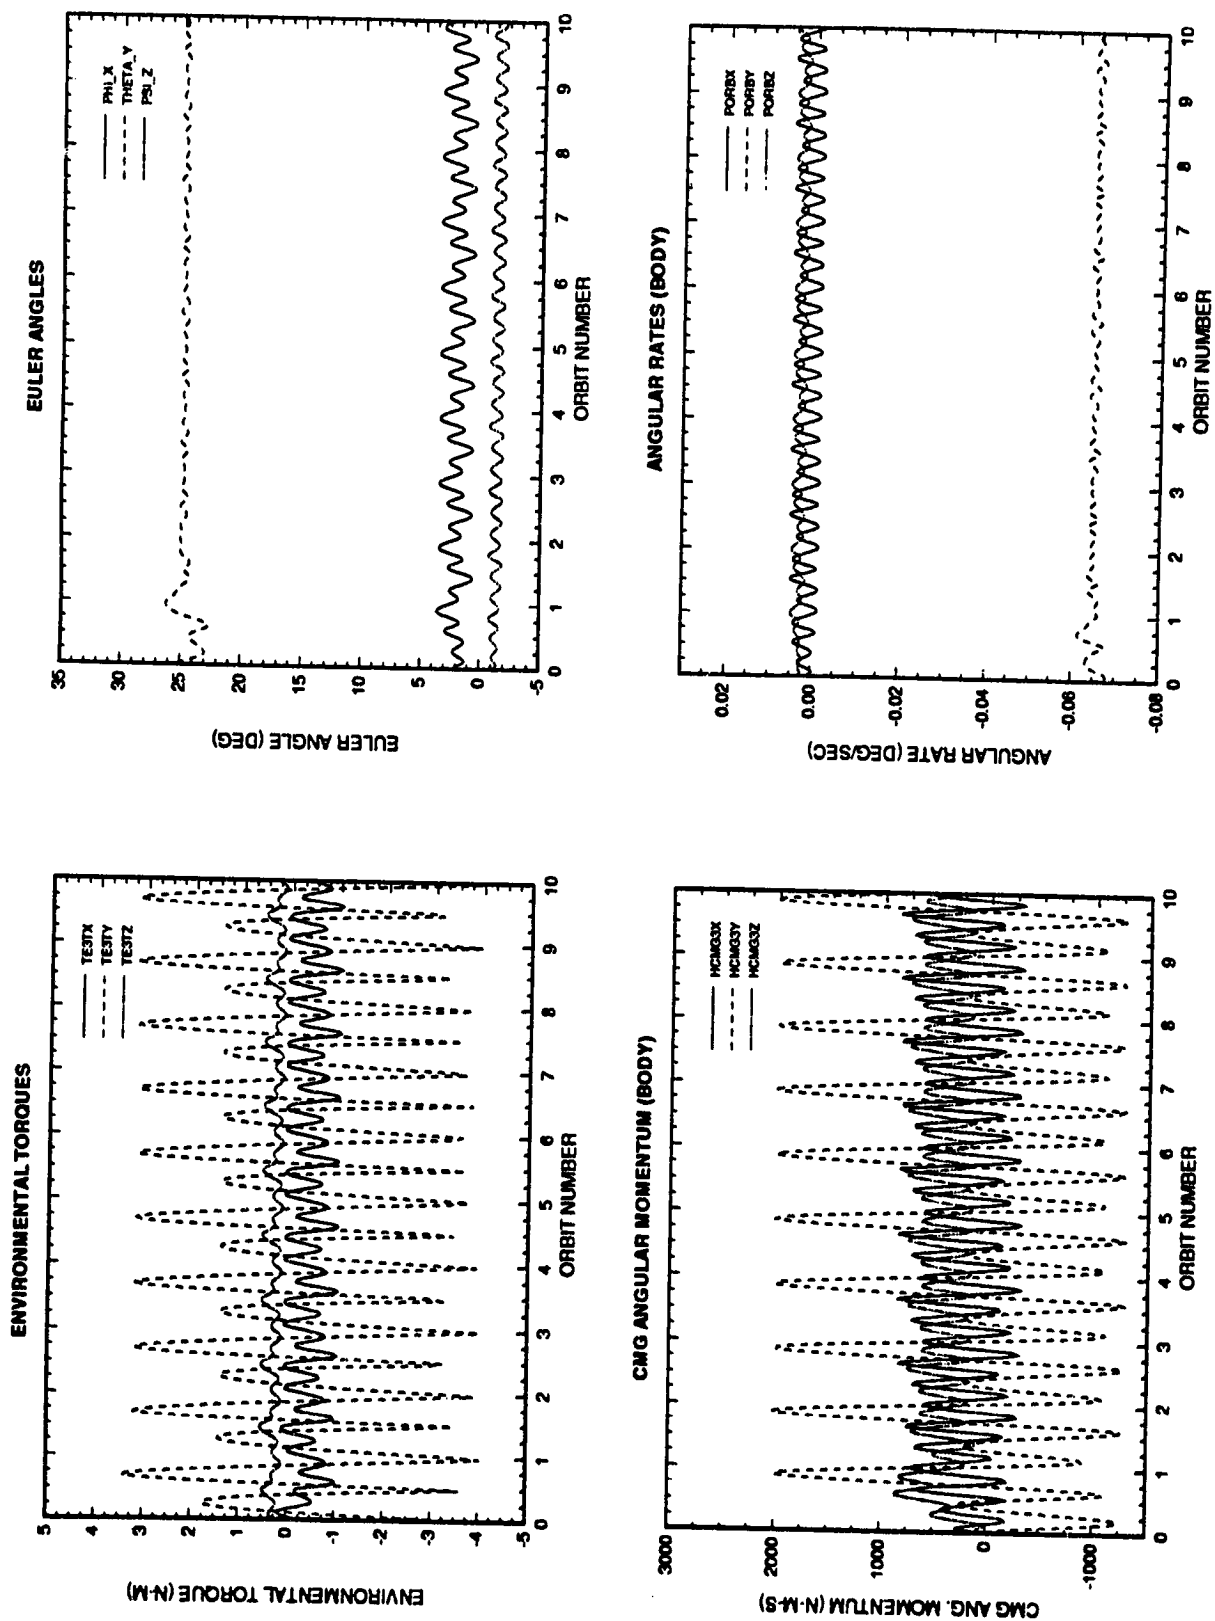 ENVIRONMENTAL TORQUES
TE3TX
TE3TY
TE3TZ
5
4
3
2
1
0
-1
-2
-3
-4
-5
ENVIRONMENTAL TORQUE (N-M)
0 1 2 3 4 5 6 7 8 9 10
ORBIT NUMBER
EULER ANGLES
PHI_X
THETA_Y
PSI_Z
35
30
25
20
15
10
5
0
-5
EULER ANGLE (DEG)
0 1 2 3 4 5 6 7 8 9 10
ORBIT NUMBER
CMG ANGULAR MOMENTUM (BODY)
HCMG3X
HCMG3Y
HCMG3Z
3000
2000
1000
0
-1000
CMG ANG. MOMENTUM (N-M-S)
0 1 2 3 4 5 6 7 8 9 10
ORBIT NUMBER
ANGULAR RATES (BODY)
PORBX
PORBY
PORBZ
0.02
0.00
-0.02
-0.04
-0.06
-0.08
ANGULAR RATE (DEG/SEC)
0 1 2 3 4 5 6 7 8 9 10
ORBIT NUMBER